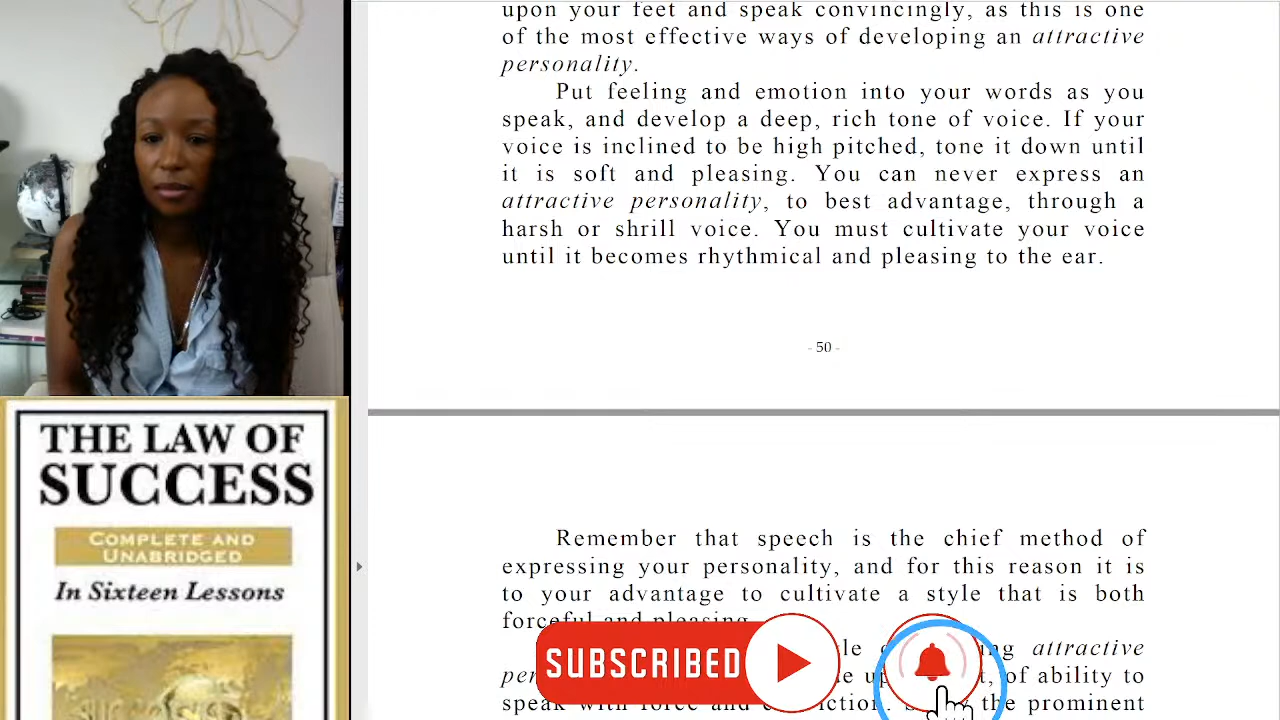 upon your feet and speak convincingly, as this is one
of the most effective ways of developing an attractive
personality.
Put feeling and emotion into your words as you
speak, and develop a deep, rich tone of voice. If your
voice is inclined to be high pitched, tone it down until
it is soft and pleasing. You can never express an
attractive personality, to best advantage, through a
harsh or shrill voice. You must cultivate your voice
until it becomes rhythmical and pleasing to the ear.
- 50 -
Remember that speech is the chief method of
expressing your personality, and for this reason it is
to your advantage to cultivate a style that is both
forceful and pleasing.
attractive
of ability to
speak with force and the prominent
SUBSCRIBED
THE LAW OF
SUCCESS
COMPLETE AND
UNABRIDGED
In Sixteen Lessons